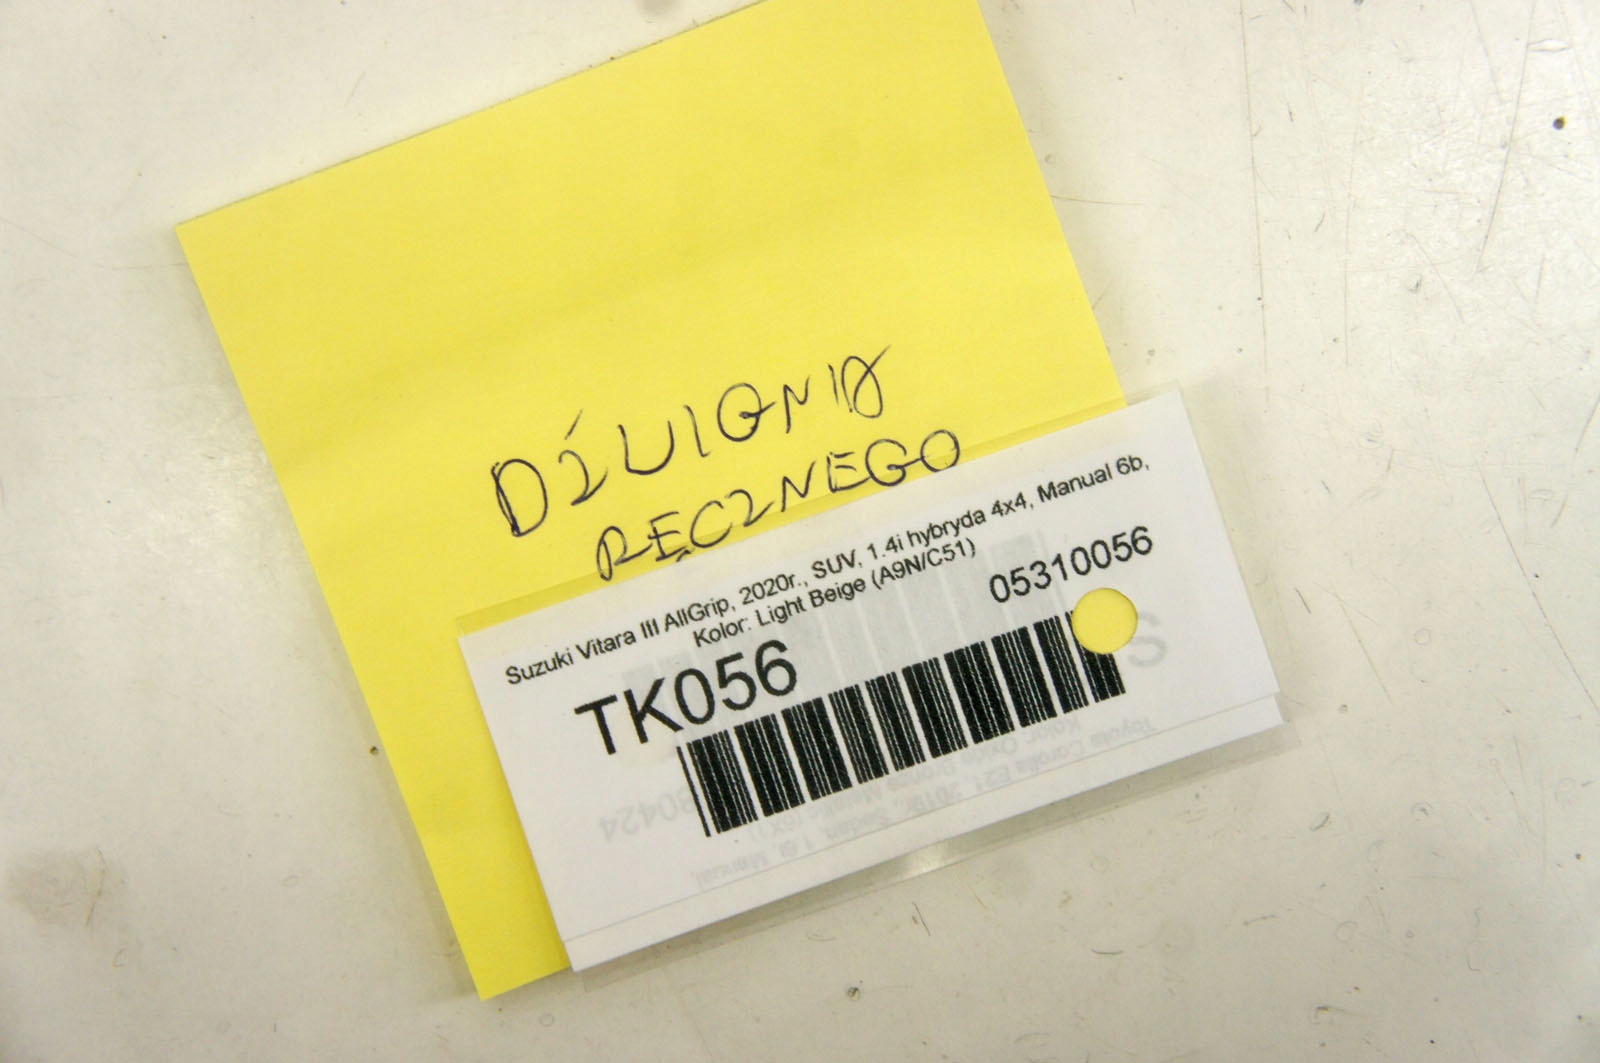 DŹWIGNIA
RĘCZNEGO
Suzuki Vitara III AllGrip, 2020r., SUV, 1.4i hybryda 4x4, Manual 6b,
Kolor: Light Beige (A9N/C51)
05310056
TK056